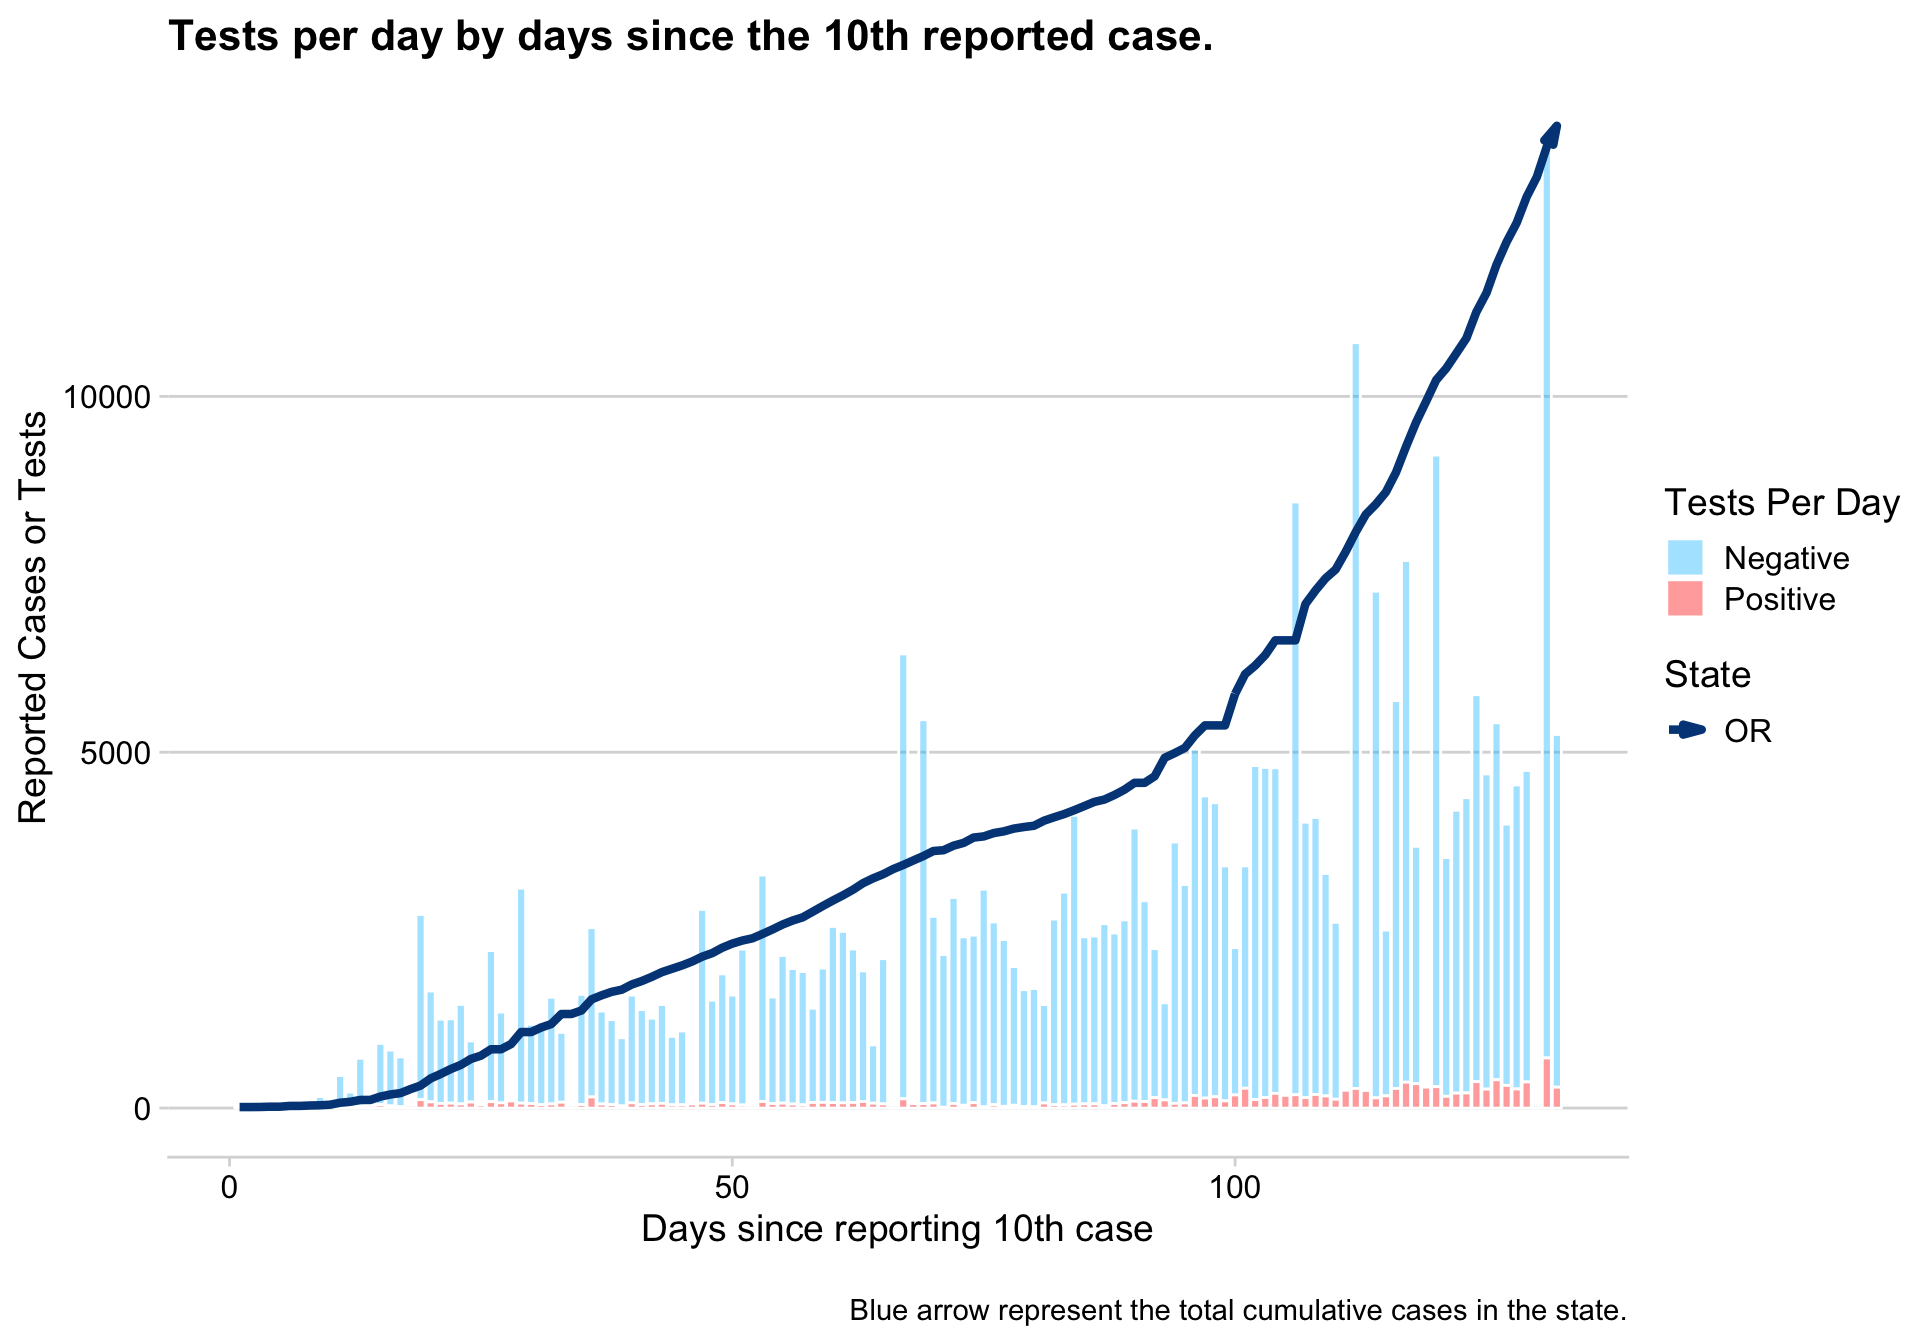 Tests per day by days since the 10th reported case.
Reported Cases or Tests
10000
5000
0
0 50 100
Days since reporting 10th case
Tests Per Day
Negative
Positive
State
OR
Blue arrow represent the total cumulative cases in the state.